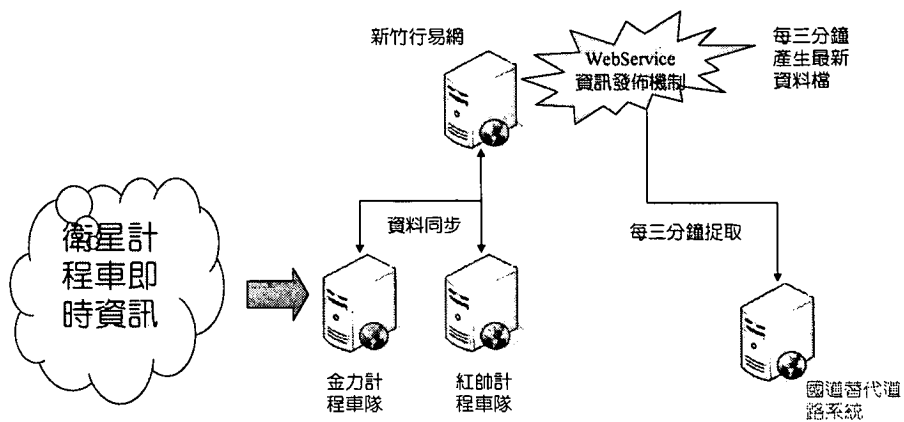 新竹行易網
WebService
資訊發佈機制
每三分鐘
產生最新
資料檔
資料同步
每三分鐘捉取
衛星計
程車即
時資訊
金力計
程車隊
紅帥計
程車隊
國道替代道
路系統